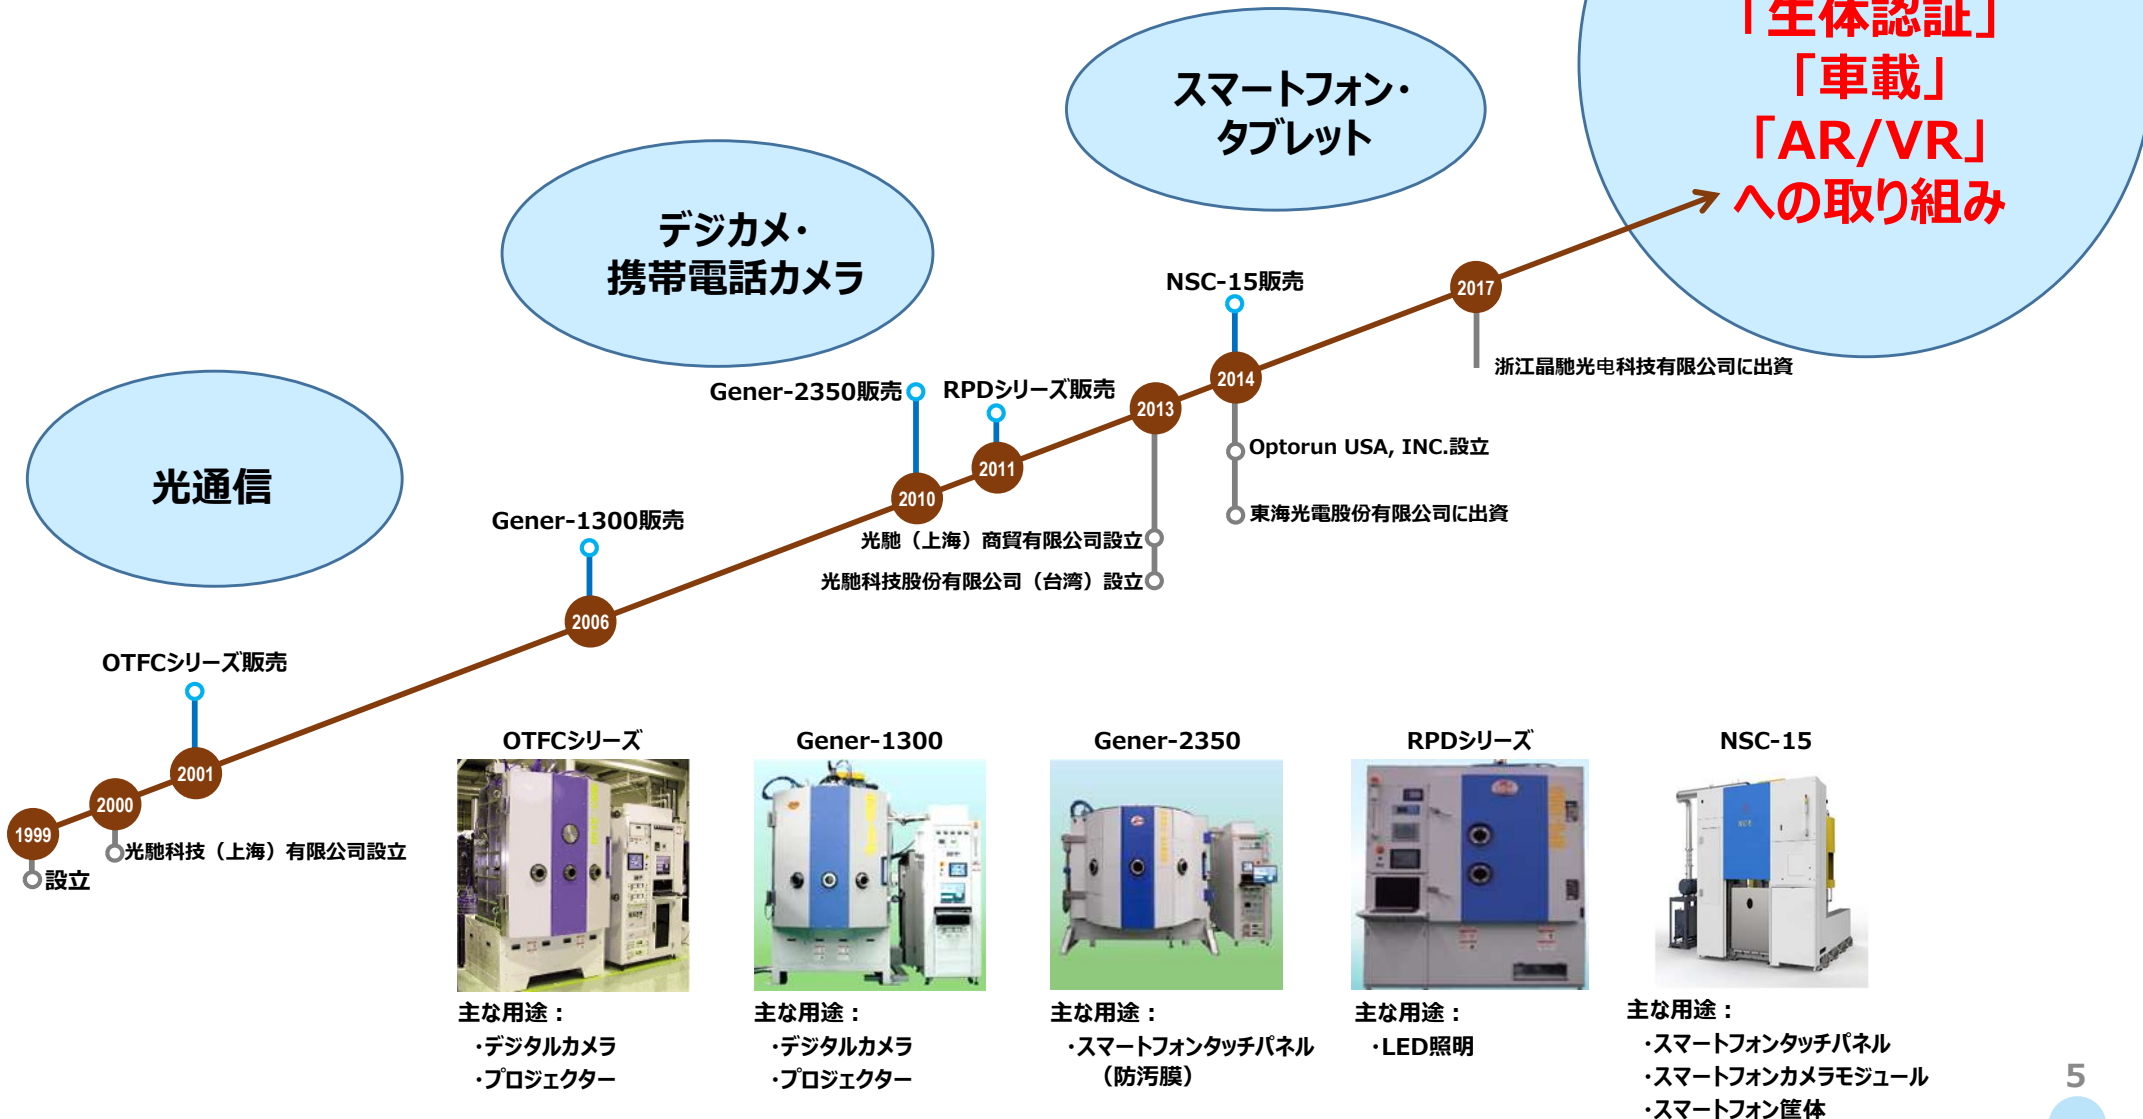 「生体認証」
「車載」
「AR/VR」
への取り組み
スマートフォン・
タブレット
デジカメ・
携帯電話カメラ
光通信
NSC-15販売
2017
浙江晶馳光电科技有限公司に出資
Gener-2350販売
RPDシリーズ販売
2014
2013
Optorun USA, INC.設立
2011
2010
東海光電股份有限公司に出資
Gener-1300販売
光馳（上海）商貿有限公司設立
光馳科技股份有限公司（台湾）設立
2006
OTFCシリーズ販売
2001
2000
1999
光馳科技（上海）有限公司設立
設立
OTFCシリーズ
主な用途：
・デジタルカメラ
・プロジェクター
Gener-1300
主な用途：
・デジタルカメラ
・プロジェクター
Gener-2350
主な用途：
・スマートフォンタッチパネル
（防汚膜）
RPDシリーズ
主な用途：
・LED照明
NSC-15
主な用途：
・スマートフォンタッチパネル
・スマートフォンカメラモジュール
・スマートフォン筐体
5